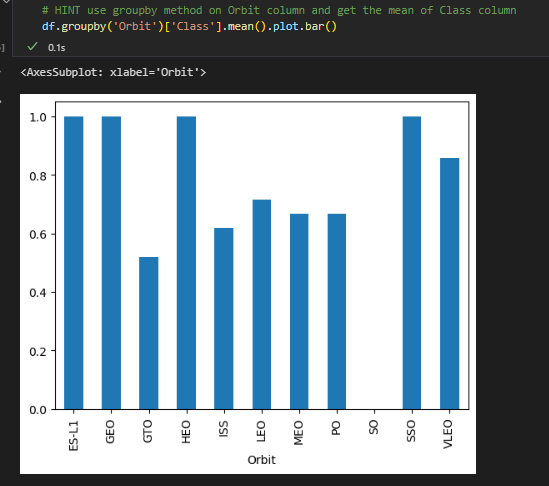 # HINT use groupby method on Orbit column and get the mean of Class column
df.groupby('Orbit')['Class'].mean().plot.bar()
0.1s
<AxesSubplot: xlabel='Orbit'>
1.0
0.8
0.6
0.4
0.2
0.0
ES-L1
GEO
GTO
HEO
ISS
LEO
MEO
PO
SO
SSO
VLEO
Orbit